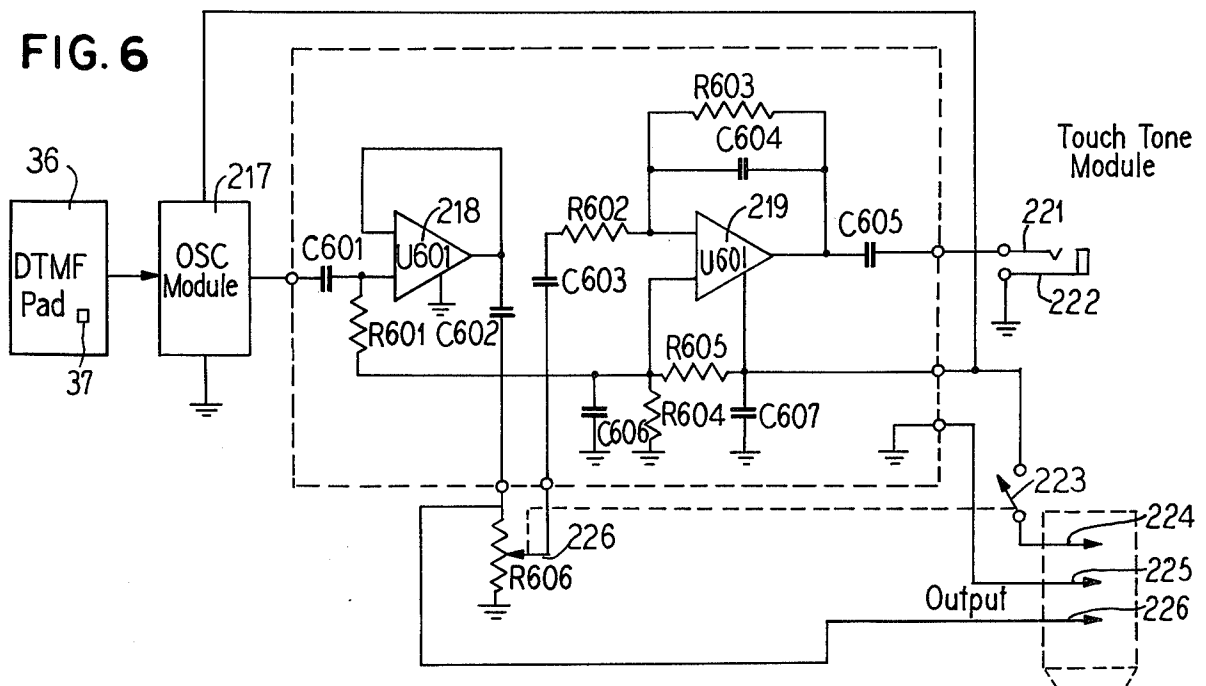 FIG. 6
R603
C604
Touch Tone
Module
36
217
218
R602
219
C605
221
DTMF
Pad
OSC
Module
C601
U601
C603
U601
222
37
R601
C602
R605
R604
C606
C607
223
224
226
R606
225
Output
226